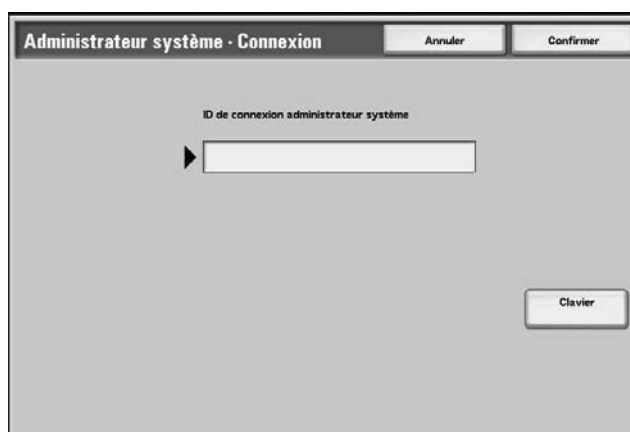 Administrateur système - Connexion
Annuler
Confirmer
ID de connexion administrateur système
Clavier